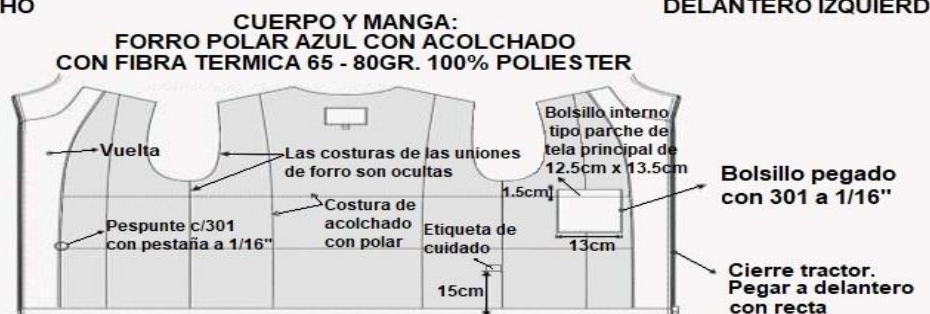 HO
DELANTERO IZQUIERD
CUERPO Y MANGA:
FORRO POLAR AZUL CON ACOLCHADO
CON FIBRA TERMICA 65 - 80GR. 100% POLIESTER
Vuelta
Las costuras de las uniones
de forro son ocultas
Bolsillo interno
tipo parche de
tela principal de
12.5cm x 13.5cm
1.5cm
13cm
Bolsillo pegado
con 301 a 1/16"
Pespunte c/301
con pestaña a 1/16"
Costura de
acolchado
con polar
Etiqueta de
cuidado
15cm
Cierre tractor.
Pegar a delantero
con recta